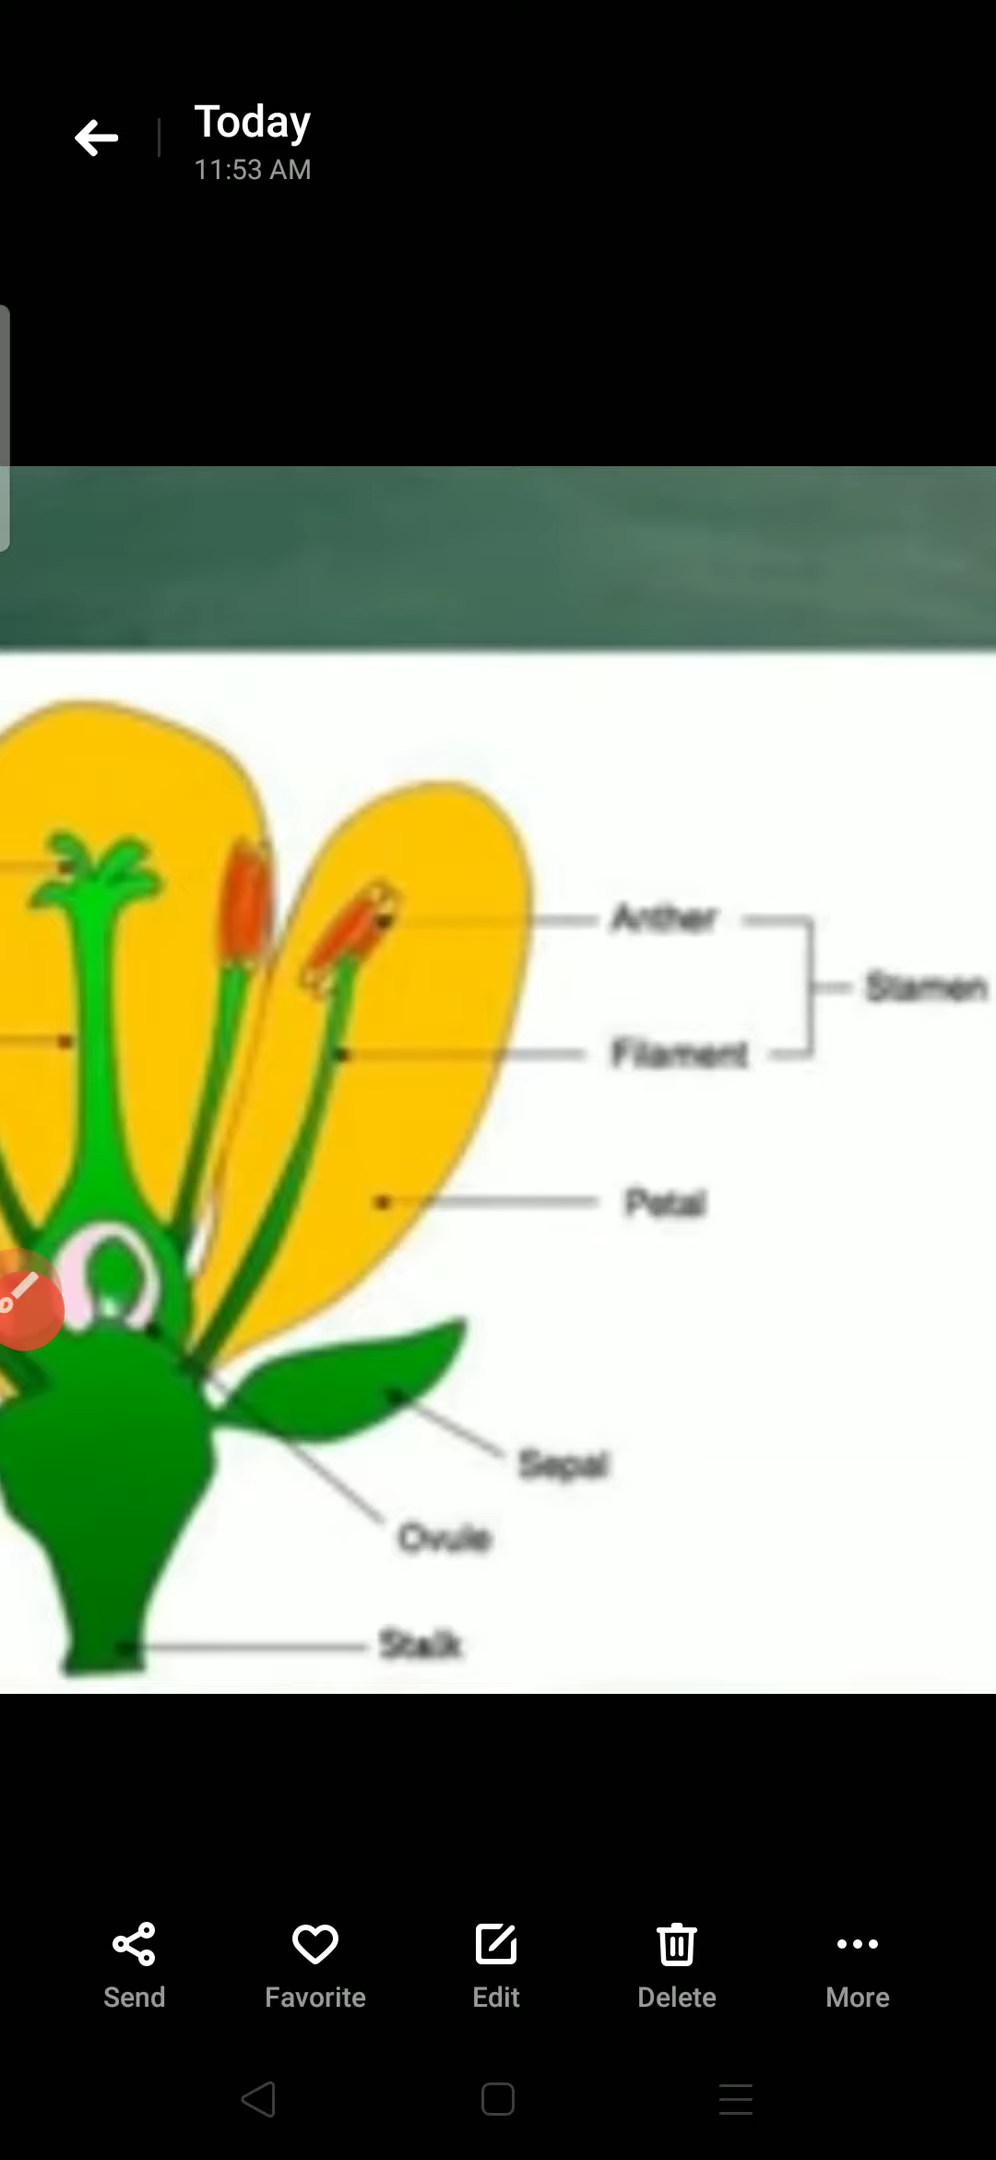 Today
11:53 AM
Anther
Stamen
Filament
Petal
Sepal
Ovule
Stalk
Send
Favorite
Edit
Delete
More